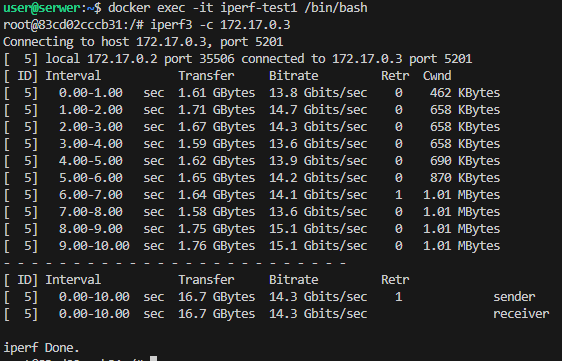 user@serwer:~$ docker exec -it iperf-test1 /bin/bash
root@83cd02cccb31:/# iperf3 -c 172.17.0.3
Connecting to host 172.17.0.3, port 5201
[  5] local 172.17.0.2 port 35506 connected to 172.17.0.3 port 5201
[ ID] Interval           Transfer     Bitrate         Retr  Cwnd
[  5]   0.00-1.00   sec  1.61 GBytes  13.8 Gbits/sec    0    462 KBytes
[  5]   1.00-2.00   sec  1.71 GBytes  14.7 Gbits/sec    0    658 KBytes
[  5]   2.00-3.00   sec  1.67 GBytes  14.3 Gbits/sec    0    658 KBytes
[  5]   3.00-4.00   sec  1.59 GBytes  13.6 Gbits/sec    0    658 KBytes
[  5]   4.00-5.00   sec  1.62 GBytes  13.9 Gbits/sec    0    690 KBytes
[  5]   5.00-6.00   sec  1.65 GBytes  14.2 Gbits/sec    0    870 KBytes
[  5]   6.00-7.00   sec  1.64 GBytes  14.1 Gbits/sec    1   1.01 MBytes
[  5]   7.00-8.00   sec  1.58 GBytes  13.6 Gbits/sec    0   1.01 MBytes
[  5]   8.00-9.00   sec  1.75 GBytes  15.1 Gbits/sec    0   1.01 MBytes
[  5]   9.00-10.00  sec  1.76 GBytes  15.1 Gbits/sec    0   1.01 MBytes
- - - - - - - - - - - - - - - - - - - - - - - - -
[ ID] Interval           Transfer     Bitrate         Retr
[  5]   0.00-10.00  sec  16.7 GBytes  14.3 Gbits/sec    1             sender
[  5]   0.00-10.00  sec  16.7 GBytes  14.3 Gbits/sec                  receiver
iperf Done.